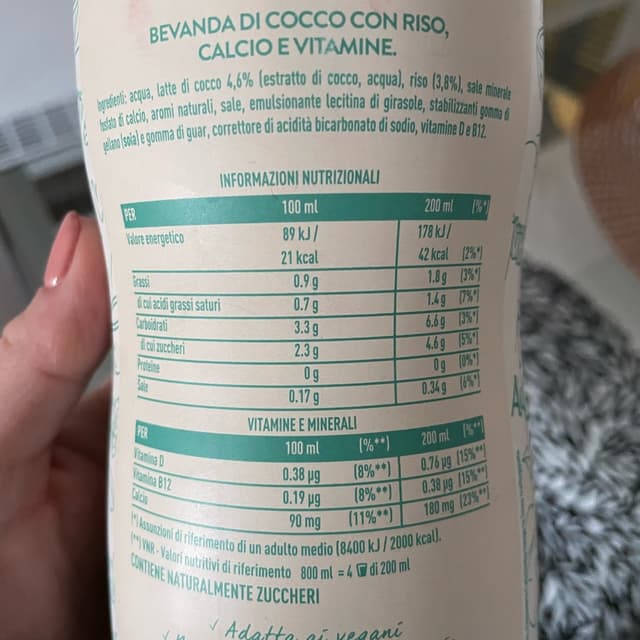 BEVANDA DI COCCO CON RISO,
CALCIO E VITAMINE.
Ingredienti: acqua, latte di cocco 4,6% (estratto di cocco, acqua), riso (3,8%), sale minerale
fosfato di calcio, aromi naturali, sale, emulsionante lecitina di girasole, stabilizzanti gomma di
gellano (soia) e gomma di guar, correttore di acidità bicarbonato di sodio, vitamine D e B12.
INFORMAZIONI NUTRIZIONALI
PER 100 ml 200 ml (%*)
Valore energetico 89 kJ / 178 kJ /
21 kcal 42 kcal (2%*)
Grassi 0.9 g 1.8 g (3%*)
di cui acidi grassi saturi 0.7 g 1.4 g (7%*)
Carboidrati 3.3 g 6.6 g (3%*)
di cui zuccheri 2.3 g 4.6 g (5%*)
Proteine 0 g 0 g (0%*)
Sale 0.17 g 0.34 g (6%*)
VITAMINE E MINERALI
PER 100 ml (%**) 200 ml (%**)
Vitamina D 0.38 µg (8%**) 0.76 µg (15%**)
Vitamina B12 0.19 µg (8%**) 0.38 µg (15%**)
Calcio 90 mg (11%**) 180 mg (23%**)
(*) Assunzioni di riferimento di un adulto medio (8400 kJ / 2000 kcal).
(**) VNR - Valori nutritivi di riferimento 800 ml = 4 di 200 ml
CONTIENE NATURALMENTE ZUCCHERI
✓ Adatta ai vegani